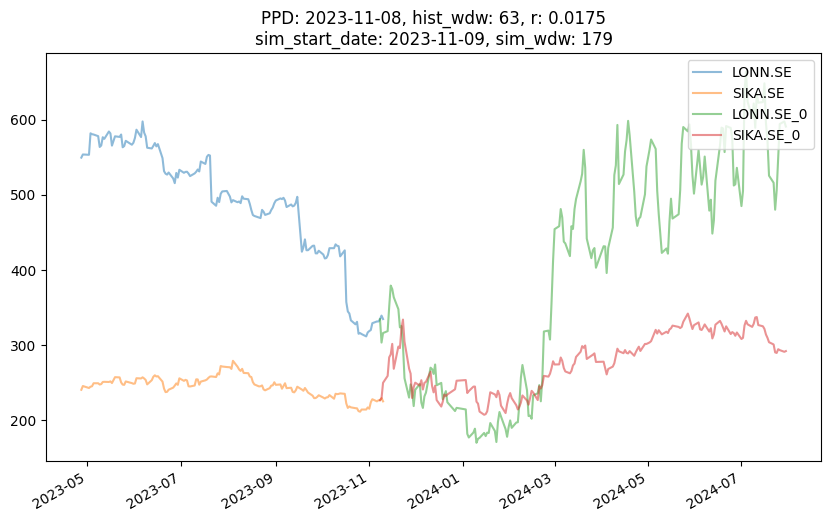 PPD: 2023-11-08, hist_wdw: 63, r: 0.0175
sim_start_date: 2023-11-09, sim_wdw: 179
LONN.SE
SIKA.SE
LONN.SE_0
SIKA.SE_0
600
500
400
300
200
2023-05
2023-07
2023-09
2023-11
2024-01
2024-03
2024-05
2024-07